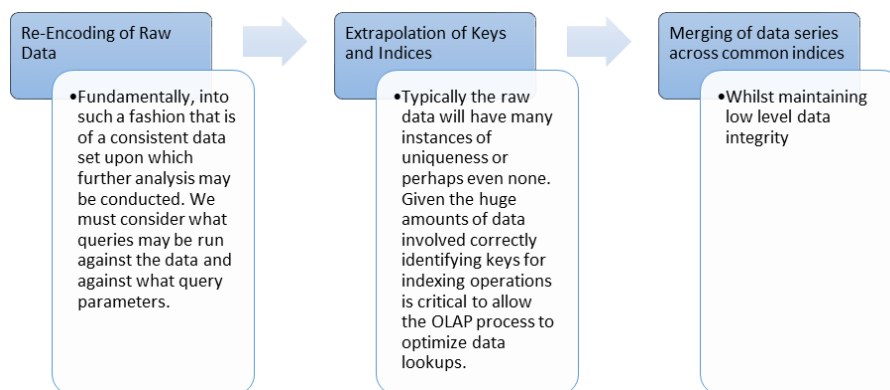 Re-Encoding of Raw
Data
•Fundamentally, into
such a fashion that is
of a consistent data
set upon which
further analysis may
be conducted. We
must consider what
queries may be run
against the data and
against what query
parameters.
Extrapolation of Keys
and Indices
•Typically the raw
data will have many
instances of
uniqueness or
perhaps even none.
Given the huge
amounts of data
involved correctly
identifying keys for
indexing operations
is critical to allow
the OLAP process to
optimize data
lookups.
Merging of data series
across common indices
•Whilst maintaining
low level data
integrity